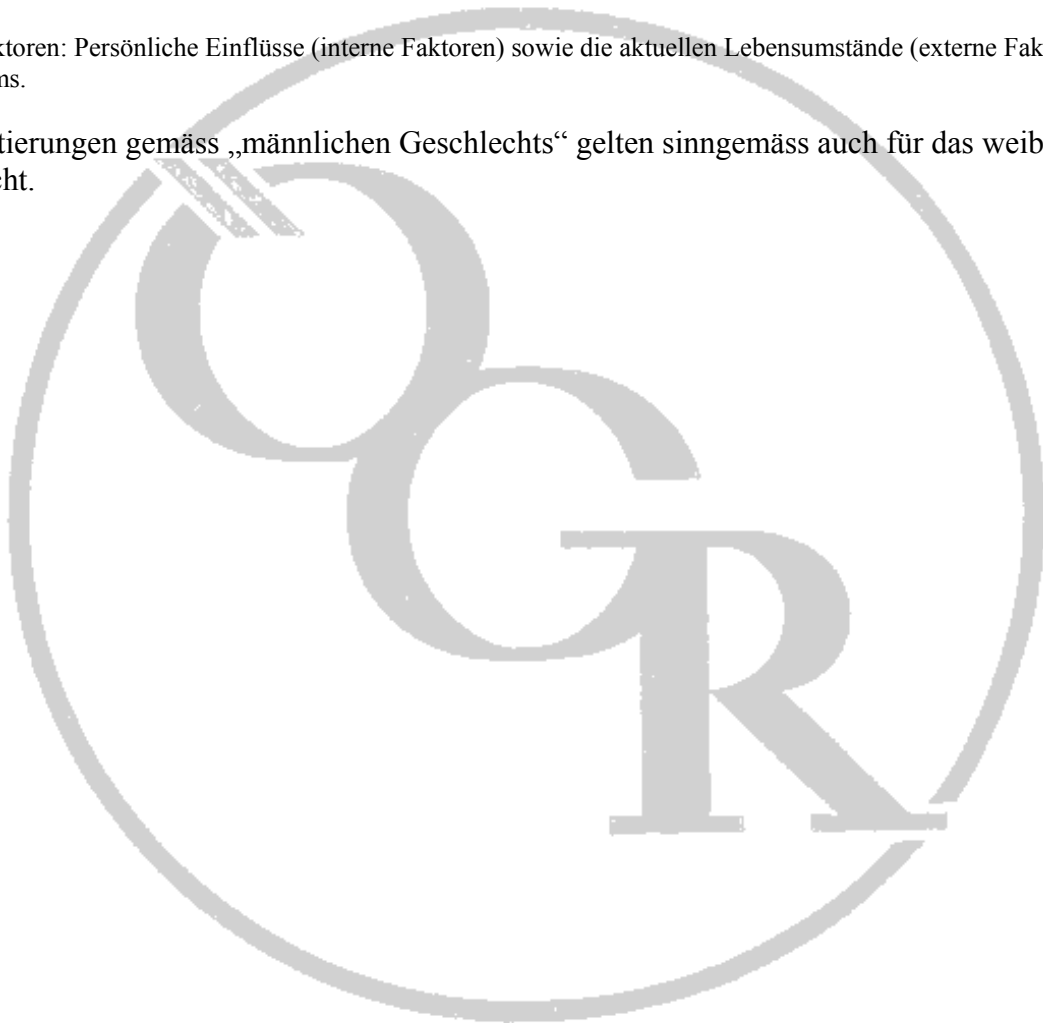 ktoren: Persönliche Einflüsse (interne Faktoren) sowie die aktuellen Lebensumstände (externe Fak
ns.
tierungen gemäss „männlichen Geschlechts“ gelten sinngemäss auch für das weib
cht.
ÖGR